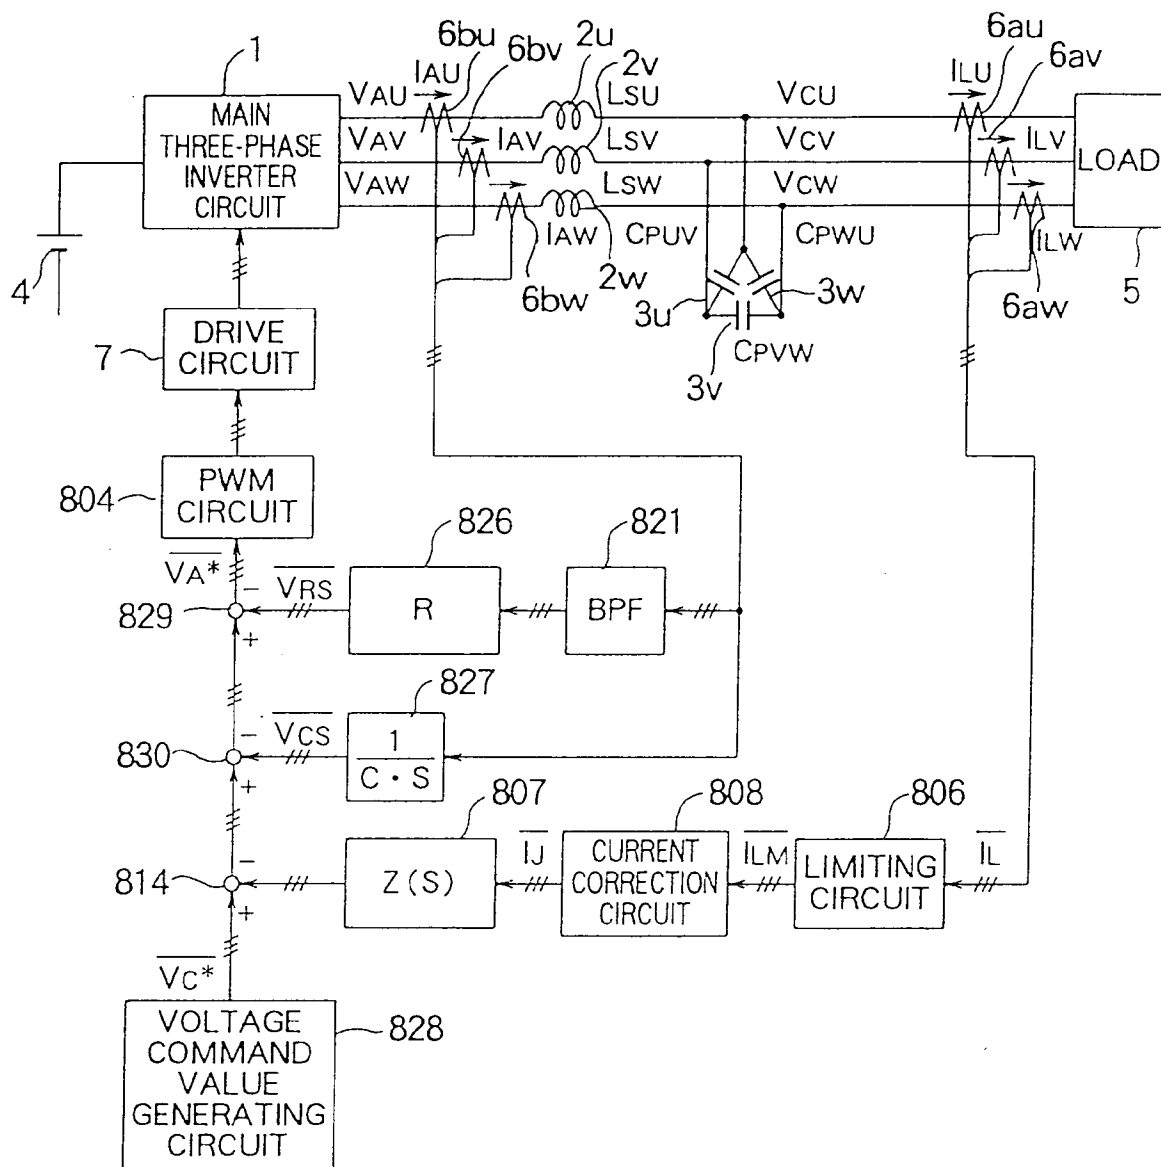 1
6bu
6bv
2u
2v
6au
6av
VAU
IAU
LSU
VCU
ILU
MAIN
THREE-PHASE
INVERTER
CIRCUIT
VAV
IAV
LSV
VCV
ILV
LOAD
VAW
LSW
VCW
IAW
CPUV
CPWU
ILW
4
6bw
2w
3u
3w
6aw
5
DRIVE
CIRCUIT
7
CPVW
3v
PWM
CIRCUIT
804
826
821
VA*
−
VRS
R
BPF
829
+
827
−
VCS
1
C · S
830
+
807
808
806
−
Z(S)
IJ
CURRENT
CORRECTION
CIRCUIT
ILM
LIMITING
CIRCUIT
IL
814
+
VC*
VOLTAGE
COMMAND
VALUE
GENERATING
CIRCUIT
828